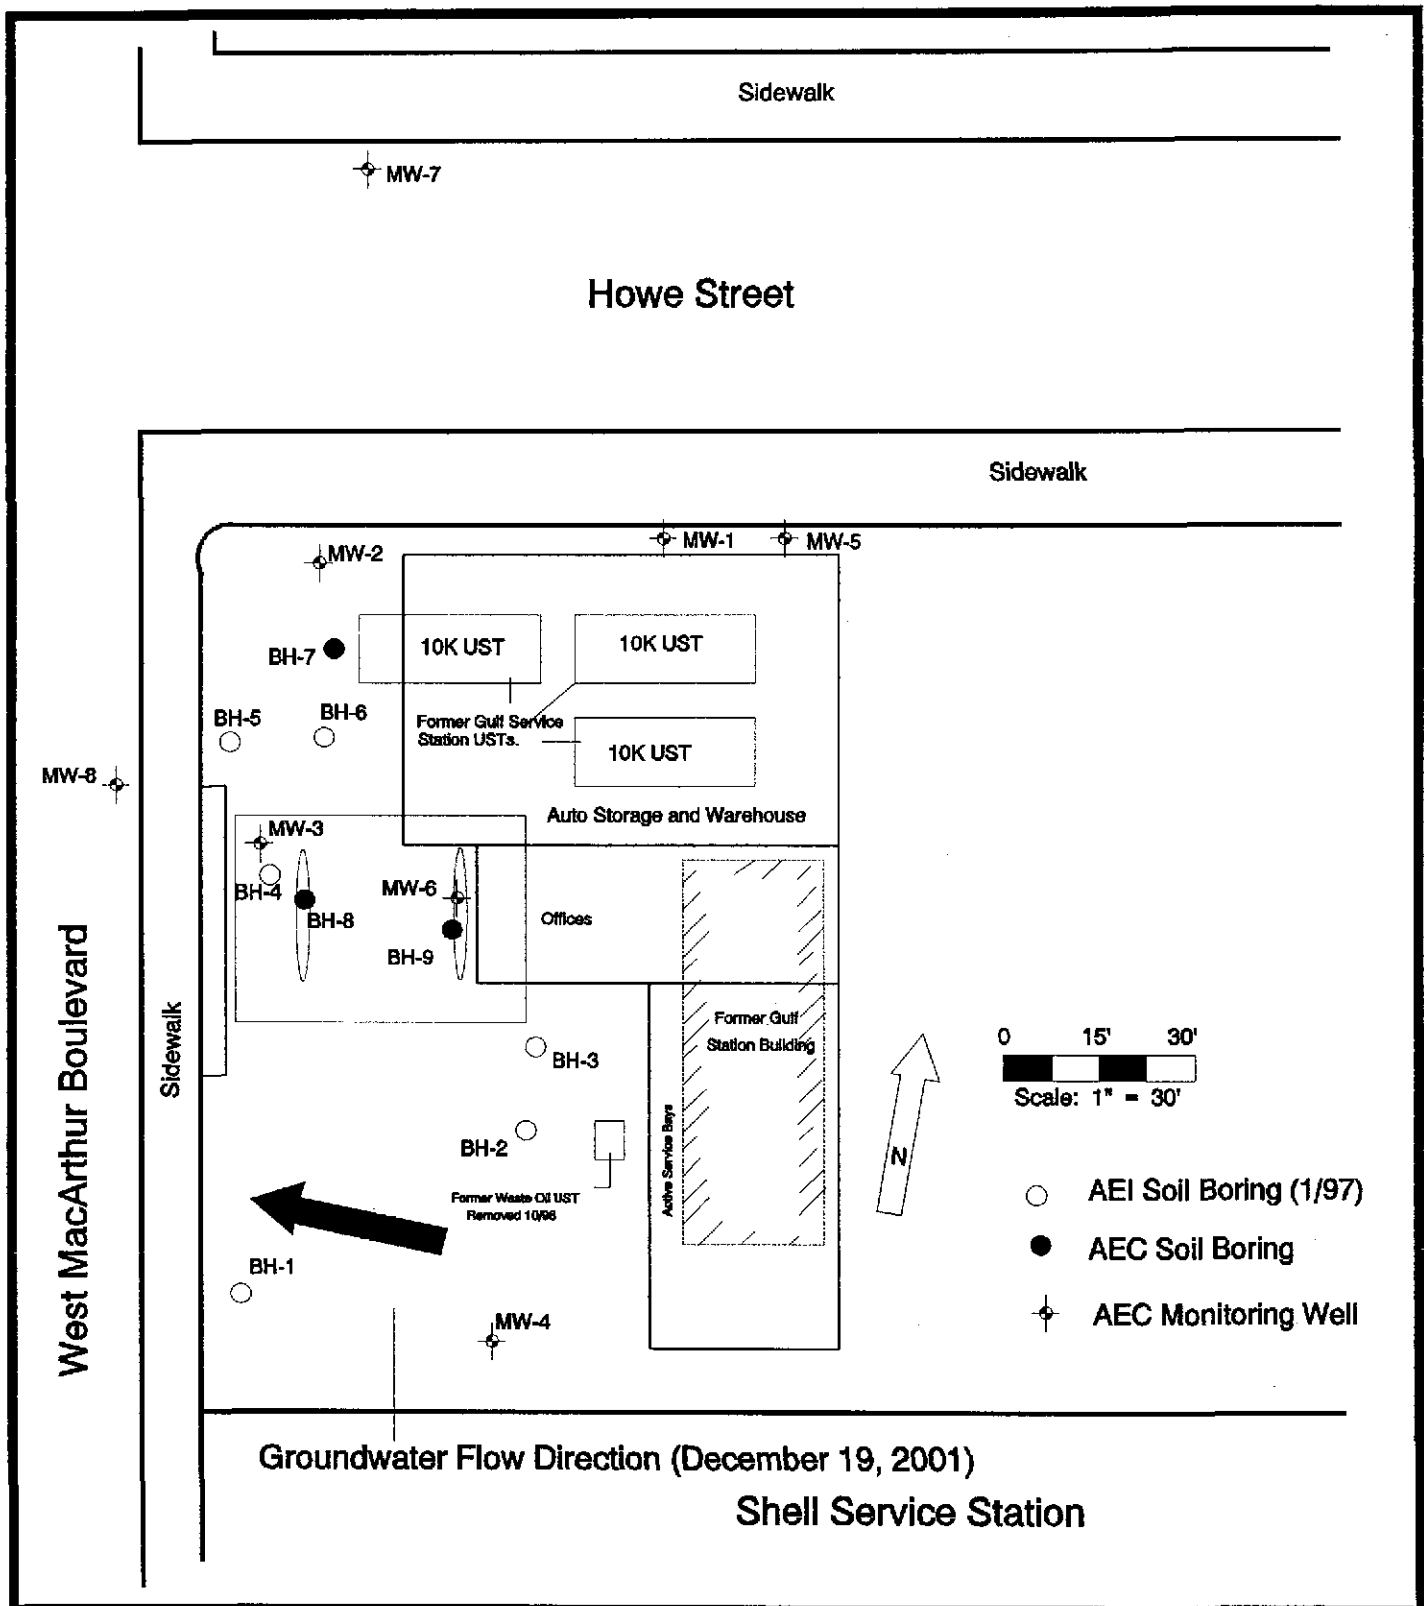 Sidewalk
MW-7
Howe Street
Sidewalk
MW-1
MW-5
MW-2
10K UST
10K UST
BH-7
BH-5
BH-6
Former Gulf Service
Station USTs.
10K UST
MW-8
Auto Storage and Warehouse
MW-3
BH-4
MW-6
BH-8
Offices
BH-9
West MacArthur Boulevard
Sidewalk
Former Gulf
Station Building
BH-3
0 15' 30'
Scale: 1" = 30'
BH-2
Active Service Bays
N
Former Waste Oil UST
Removed 10/96
AEI Soil Boring (1/97)
AEC Soil Boring
BH-1
MW-4
AEC Monitoring Well
Groundwater Flow Direction (December 19, 2001)
Shell Service Station